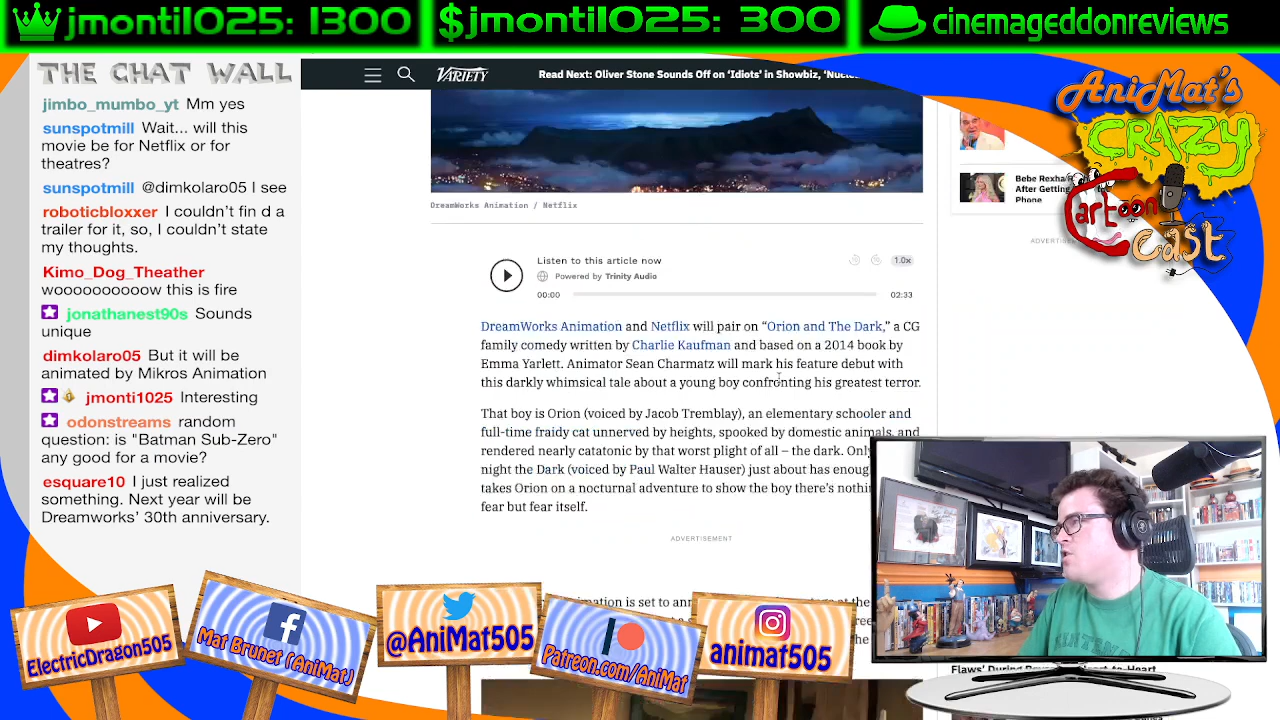 jmonti1025: 1300
$jmonti1025: 300
cinemageddonreviews
THE CHAT WALL
jimbo_mumbo_yt Mm yes
sunspotmill Wait... will this
movie be for Netflix or for
theatres?
sunspotmill @dimkolaro05 I see
roboticbloxxer I couldn't fin d a
trailer for it, so, I couldn't state
my thoughts.
Kimo_Dog_Theather
wooooooooow this is fire
jonathanest90s Sounds
unique
dimkolaro05 But it will be
animated by Mikros Animation
jmonti1025 Interesting
odonstreams random
question: is "Batman Sub-Zero"
any good for a movie?
esquare10 I just realized
something. Next year will be
Dreamworks' 30th anniversary.
VARIETY
Read Next: Oliver Stone Sounds Off on 'Idiots' in Showbiz,
DreamWorks Animation / Netflix
Listen to this article now
Powered by Trinity Audio
1.0x
00:00
02:33
DreamWorks Animation and Netflix will pair on “Orion and The Dark,” a CG
family comedy written by Charlie Kaufman and based on a 2014 book by
Emma Yarlett. Animator Sean Charmatz will mark his feature debut with
this darkly whimsical tale about a young boy confronting his greatest terror.
That boy is Orion (voiced by Jacob Tremblay), an elementary schooler and
full-time fraidy cat unnerved by heights, spooked by domestic animals, and
rendered nearly catatonic by that worst plight of all – the dark.
night the Dark (voiced by Paul Walter Hauser) just about has
takes Orion on a nocturnal adventure to show the boy there's
fear but fear itself.
ADVERTISEMENT
is set to
Bebe Rexha
After Getting
Phone
AniMat's
CRAZY
Cartoon
Cast
ElectricDragon505
Mat Brunet (AniMat)
@AniMat505
Patreon.com/AniMat
animat505
Flaws' During